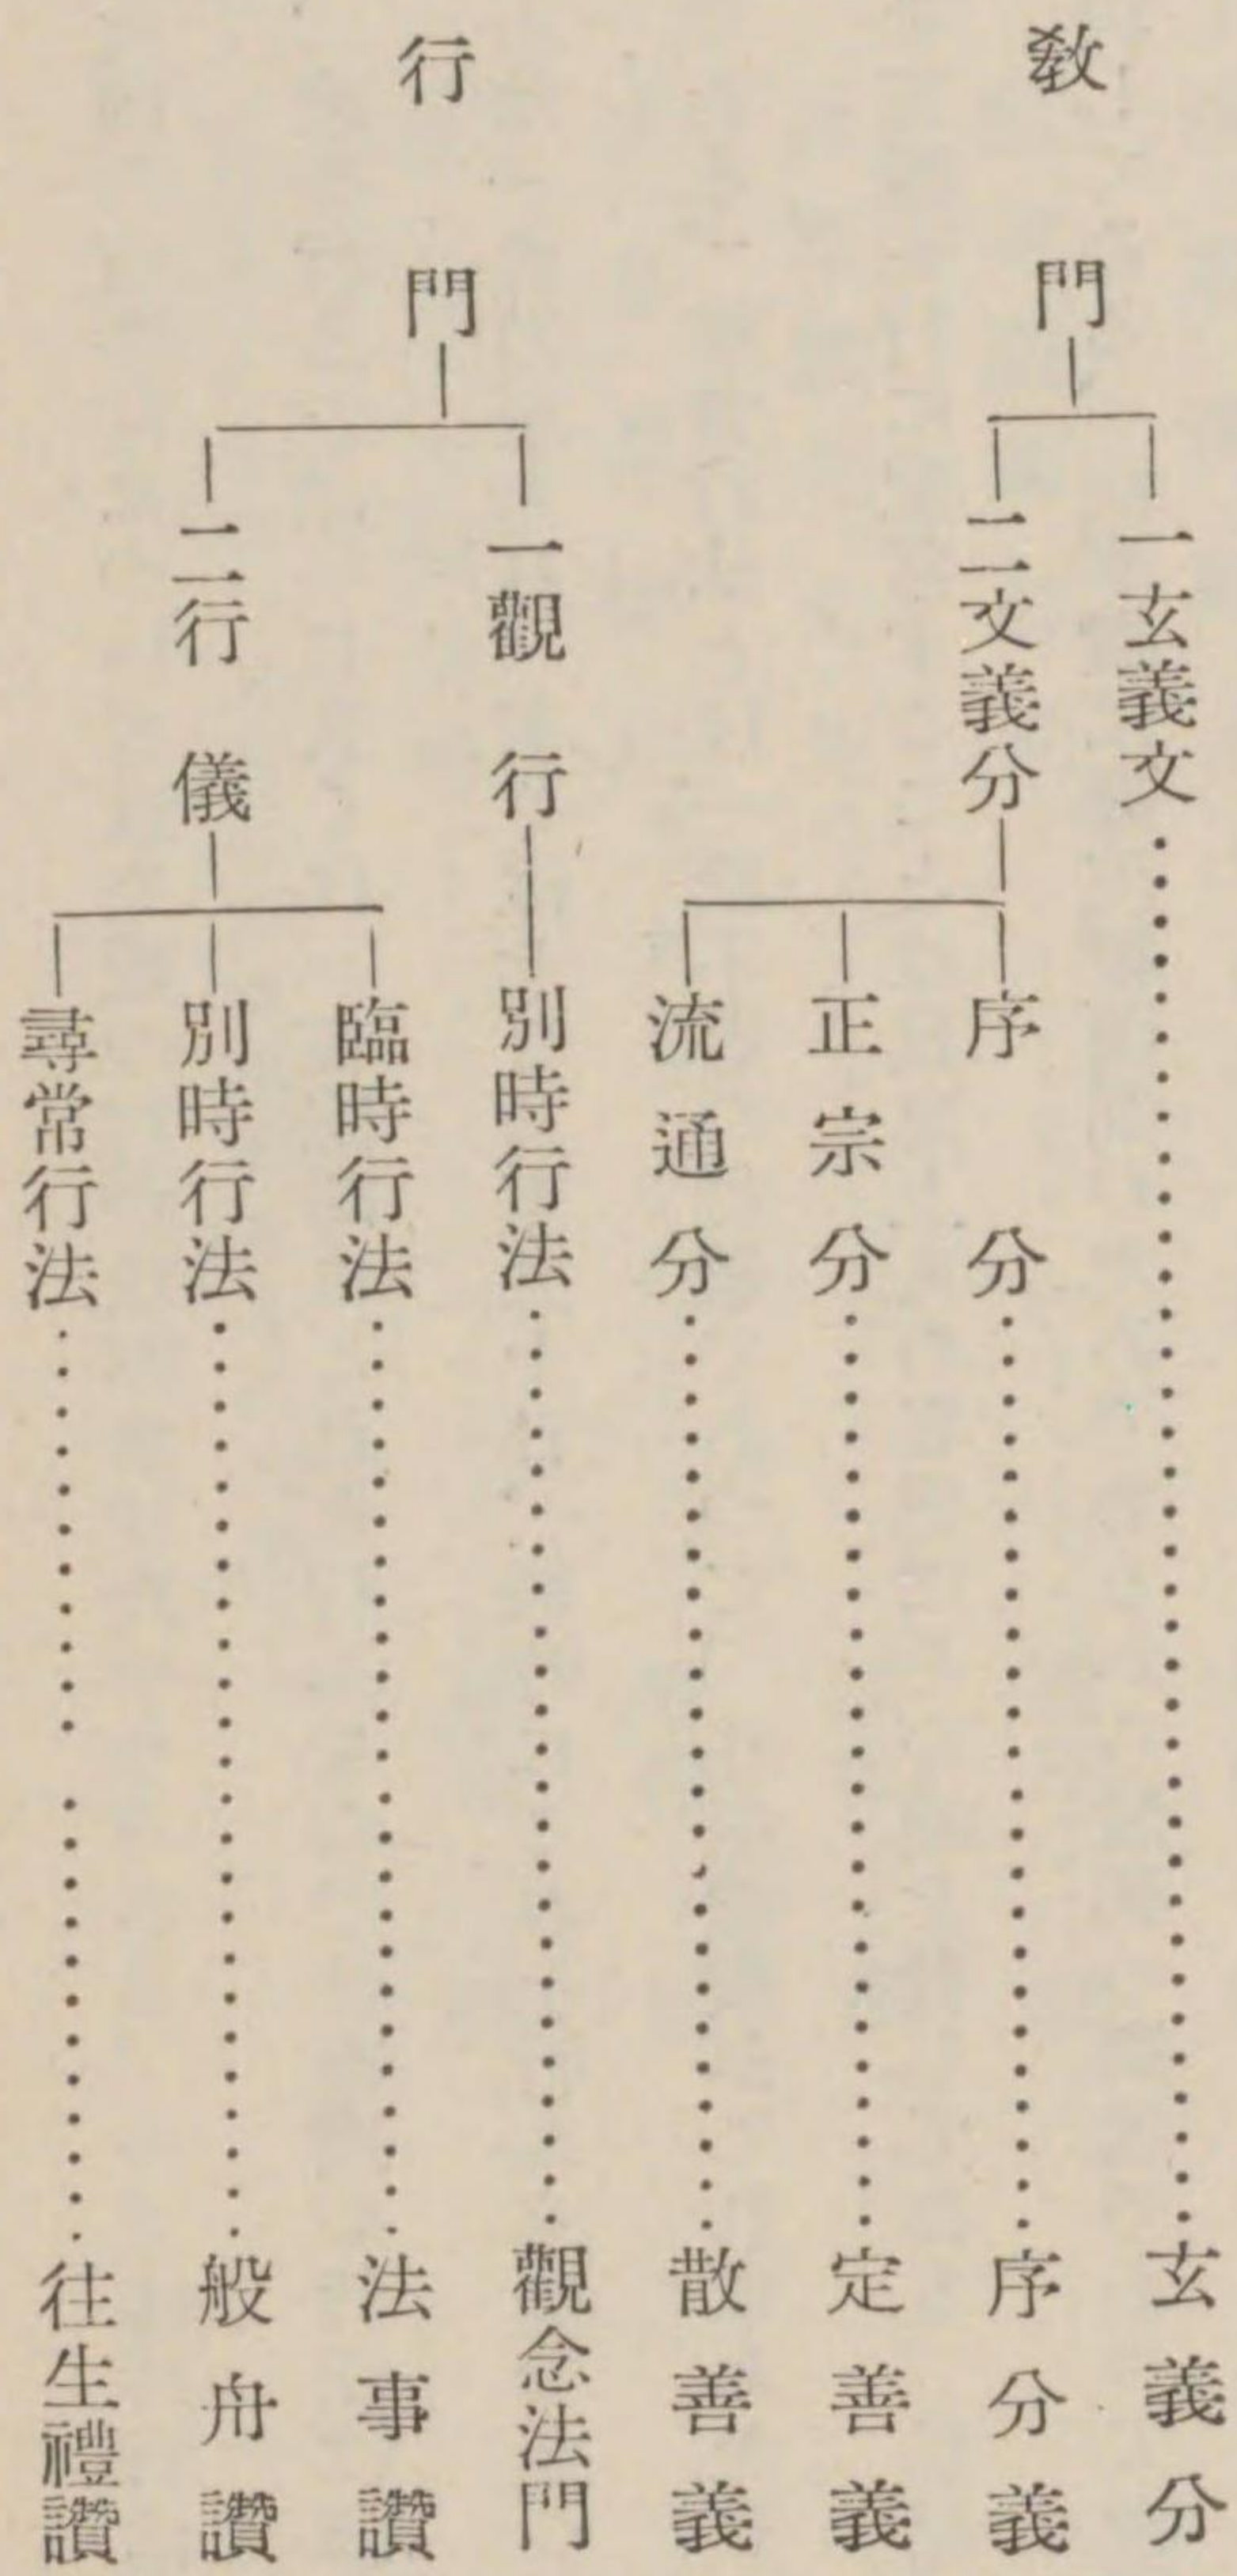 教門
一玄義文……玄義分
二文義分
序分……序分義
正宗分……定善義
流通分……散善義
行門
一觀行
別時行法……觀念法門
二行儀
臨時行法……法事讚
別時行法……般舟讚
尋常行法……往生禮讚